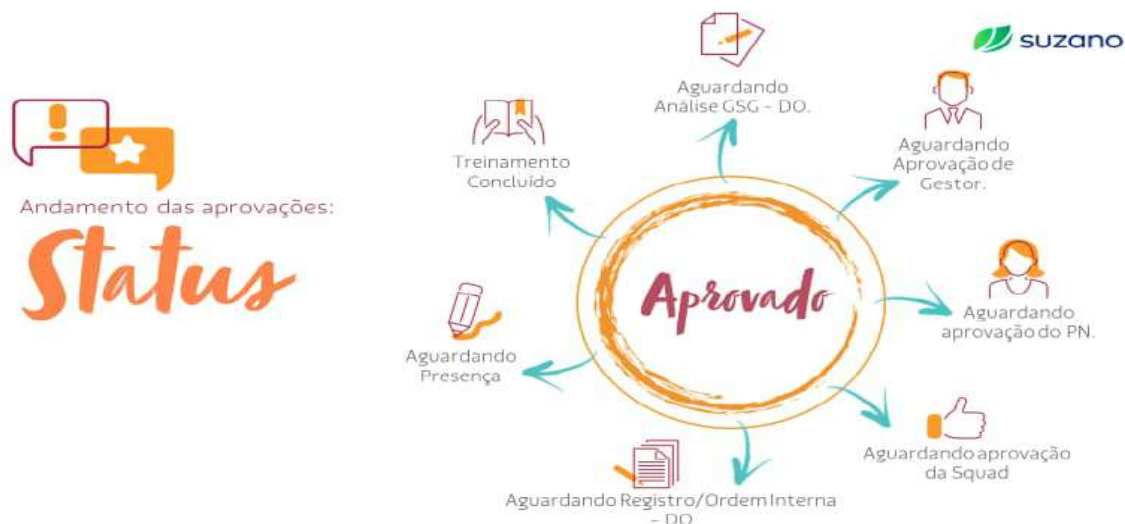 suzano
Andamento das aprovações:
Status
Aprovado
Aguardando
Análise GSG - DO.
Aguardando
Aprovação de
Gestor.
Aguardando
aprovação do PN.
Aguardando aprovação
da Squad
Aguardando Registro/Ordem Interna
- DO
Aguardando
Presença
Treinamento
Concluído